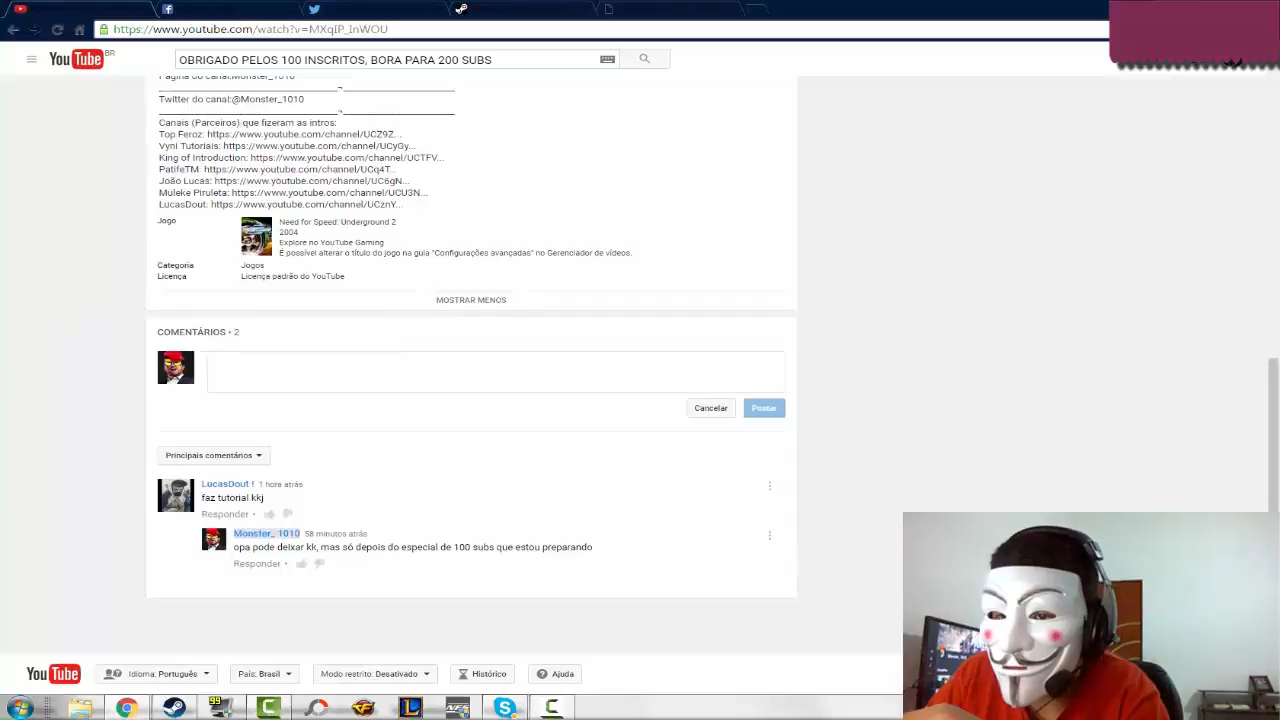 https://www.youtube.com/watch?v=MXqIP_InWOU
YouTube BR
OBRIGADO PELOS 100 INSCRITOS, BORA PARA 200 SUBS
Página do canal:Monster_1010
Twitter do canal:@Monster_1010
Canais (Parceiros) que fizeram as intros:
Top Feroz: https://www.youtube.com/channel/UCZ9Z...
Vyni Tutoriais: https://www.youtube.com/channel/UCyGy...
King of Introduction: https://www.youtube.com/channel/UCTFV...
PatifeTM: https://www.youtube.com/channel/UCq4T...
João Lucas: https://www.youtube.com/channel/UC6gN...
Muleke Piruleta: https://www.youtube.com/channel/UCU3N...
LucasDout: https://www.youtube.com/channel/UCznY...
Jogo
Need for Speed: Underground 2
2004
Explore no YouTube Gaming
É possível alterar o título do jogo na guia "Configurações avançadas" no Gerenciador de vídeos.
Categoria Jogos
Licença Licença padrão do YouTube
MOSTRAR MENOS
COMENTÁRIOS • 2
Cancelar Postar
Principais comentários
LucasDout ! 1 hora atrás
faz tutorial kkj
Responder •
Monster_ 1010 58 minutos atrás
opa pode deixar kk, mas só depois do especial de 100 subs que estou preparando
Responder •
YouTube Idioma: Português País: Brasil Modo restrito: Desativado Histórico Ajuda